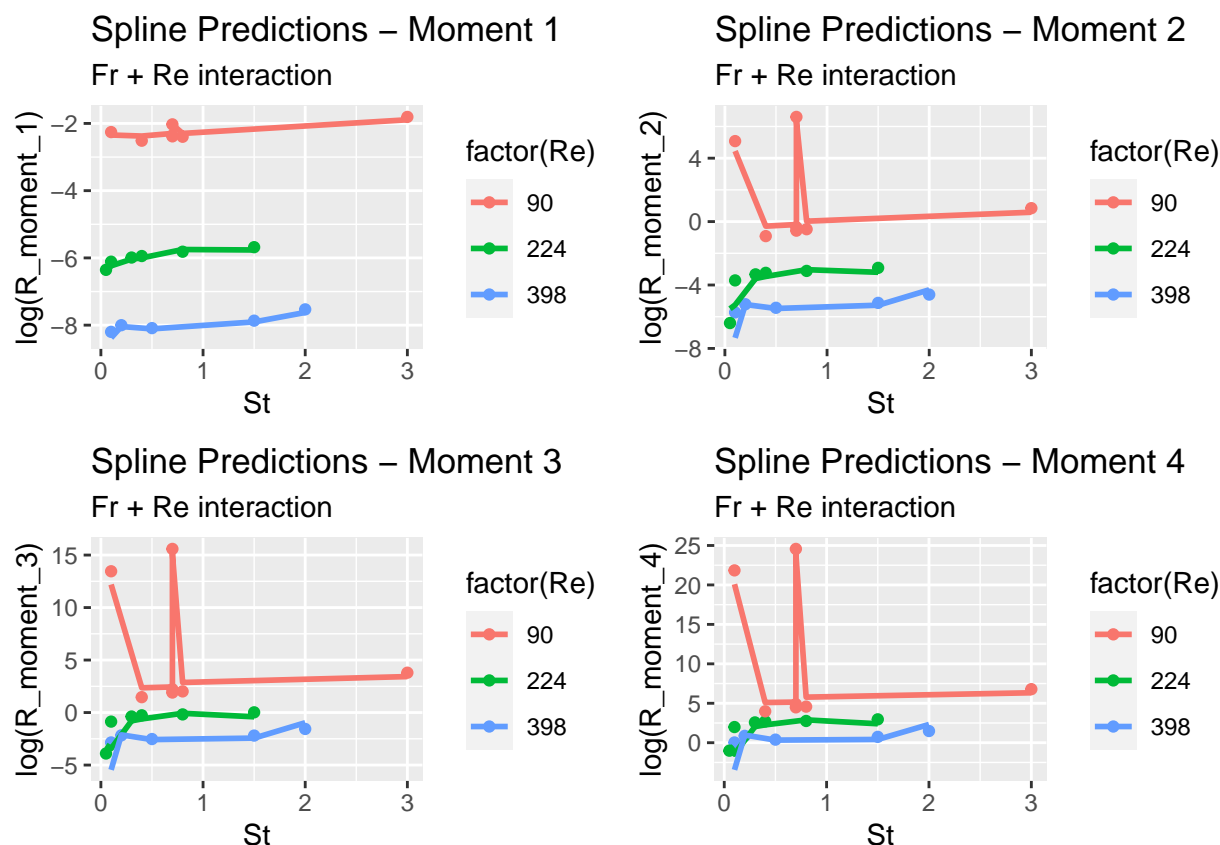 Spline Predictions – Moment 1
Fr + Re interaction
log(R_moment_1)
−2
−4
−6
−8
0
1
2
3
St
factor(Re)
90
224
398
Spline Predictions – Moment 2
Fr + Re interaction
log(R_moment_2)
4
0
−4
−8
0
1
2
3
St
factor(Re)
90
224
398
Spline Predictions – Moment 3
Fr + Re interaction
log(R_moment_3)
15
10
5
0
−5
0
1
2
3
St
factor(Re)
90
224
398
Spline Predictions – Moment 4
Fr + Re interaction
log(R_moment_4)
25
20
15
10
5
0
0
1
2
3
St
factor(Re)
90
224
398